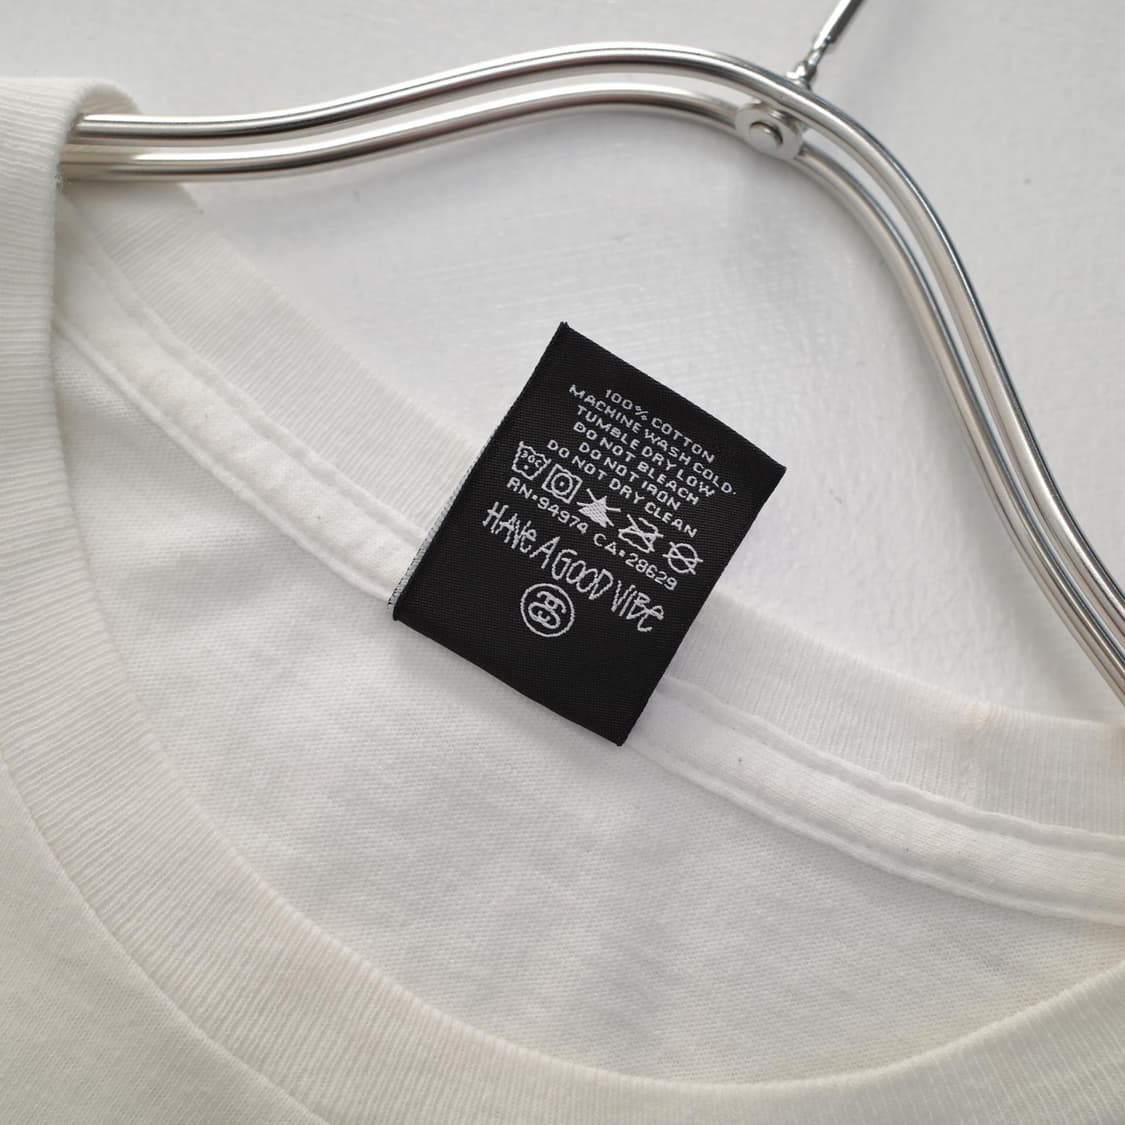 100% COTTON
MACHINE WASH COLD.
TUMBLE DRY LOW
DO NOT BLEACH
DO NOT IRON
DO NOT DRY CLEAN
30C
RN•94974 CA•28629
HAVE A GOOD VIBE